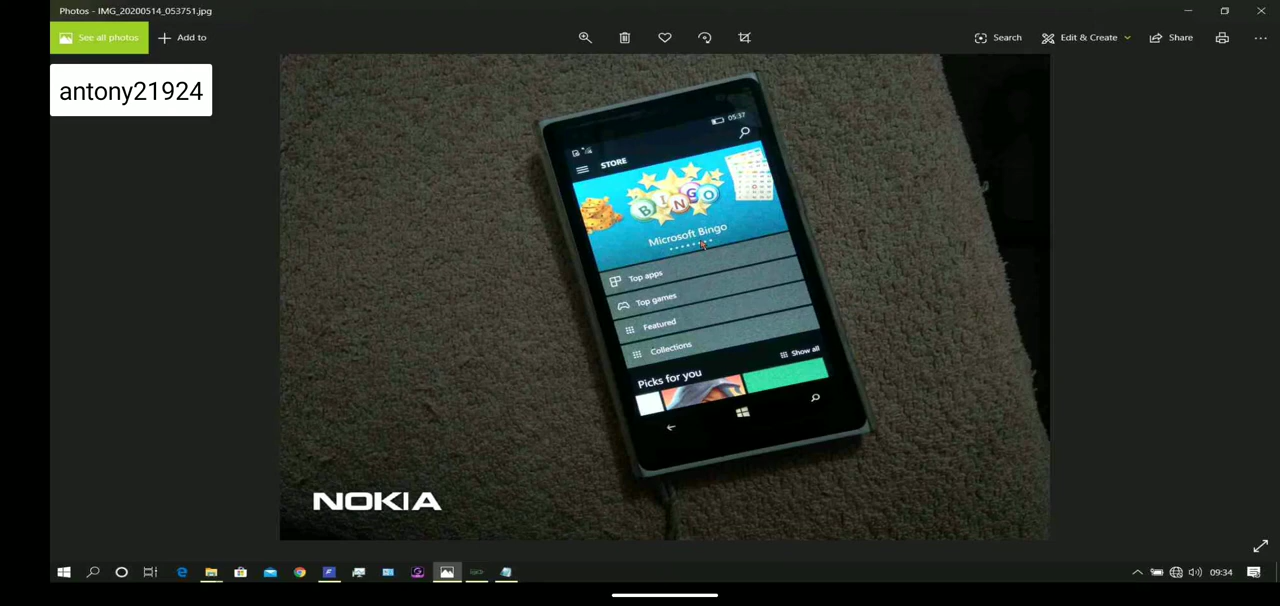 Photos - IMG_20200514_053751.jpg
See all photos
Add to
Search
Edit & Create
Share
antony21924
05:37
STORE
BINGO
Microsoft Bingo
Top apps
Top games
Featured
Collections
Show all
Picks for you
NOKIA
09:34